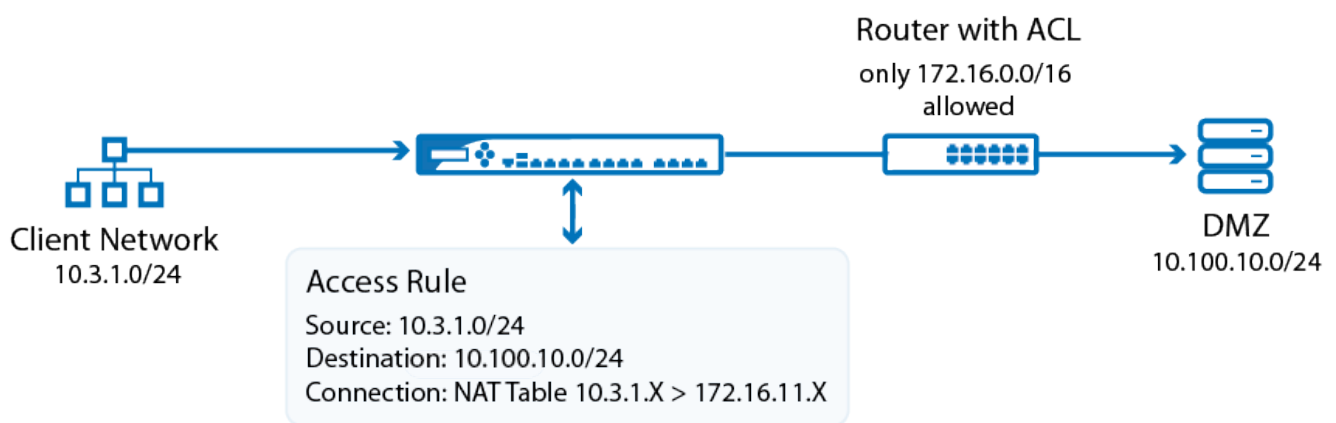 Router with ACL
only 172.16.0.0/16
allowed
Client Network
10.3.1.0/24
DMZ
10.100.10.0/24
Access Rule
Source: 10.3.1.0/24
Destination: 10.100.10.0/24
Connection: NAT Table 10.3.1.X > 172.16.11.X